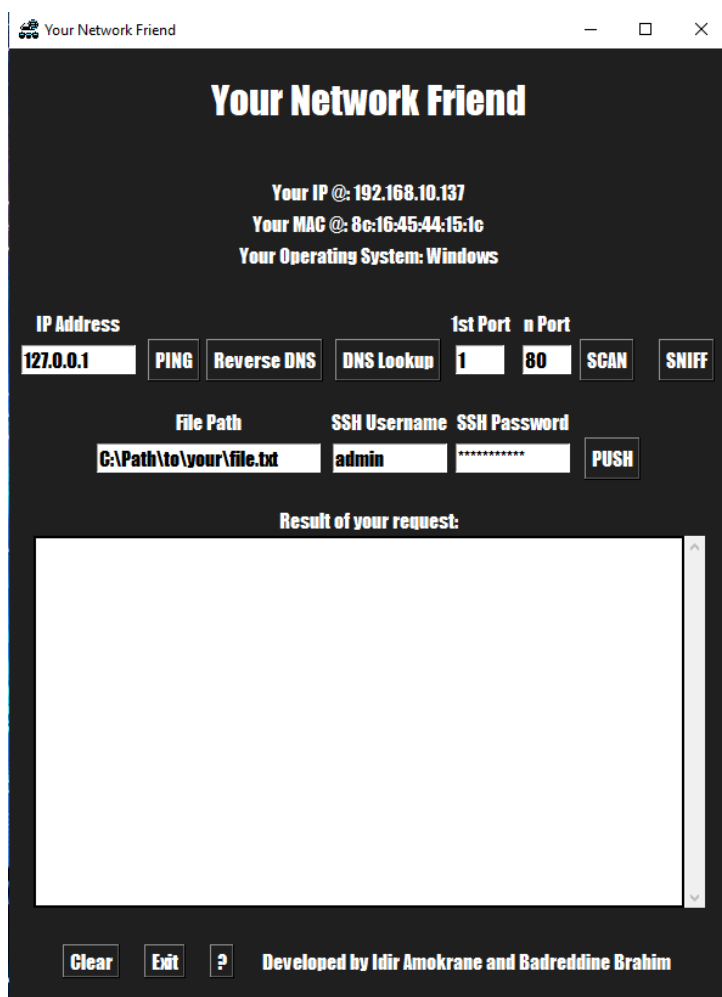 Your Network Friend
Your Network Friend
Your IP @: 192.168.10.137
Your MAC @: 8c:16:45:44:15:1c
Your Operating System: Windows
IP Address 1st Port n Port
127.0.0.1 PING Reverse DNS DNS Lookup 1 80 SCAN SNIFF
File Path SSH Username SSH Password
C:\Path\to\your\file.txt admin *********** PUSH
Result of your request:
Clear Exit ? Developed by Idir Amokrane and Badreddine Brahim